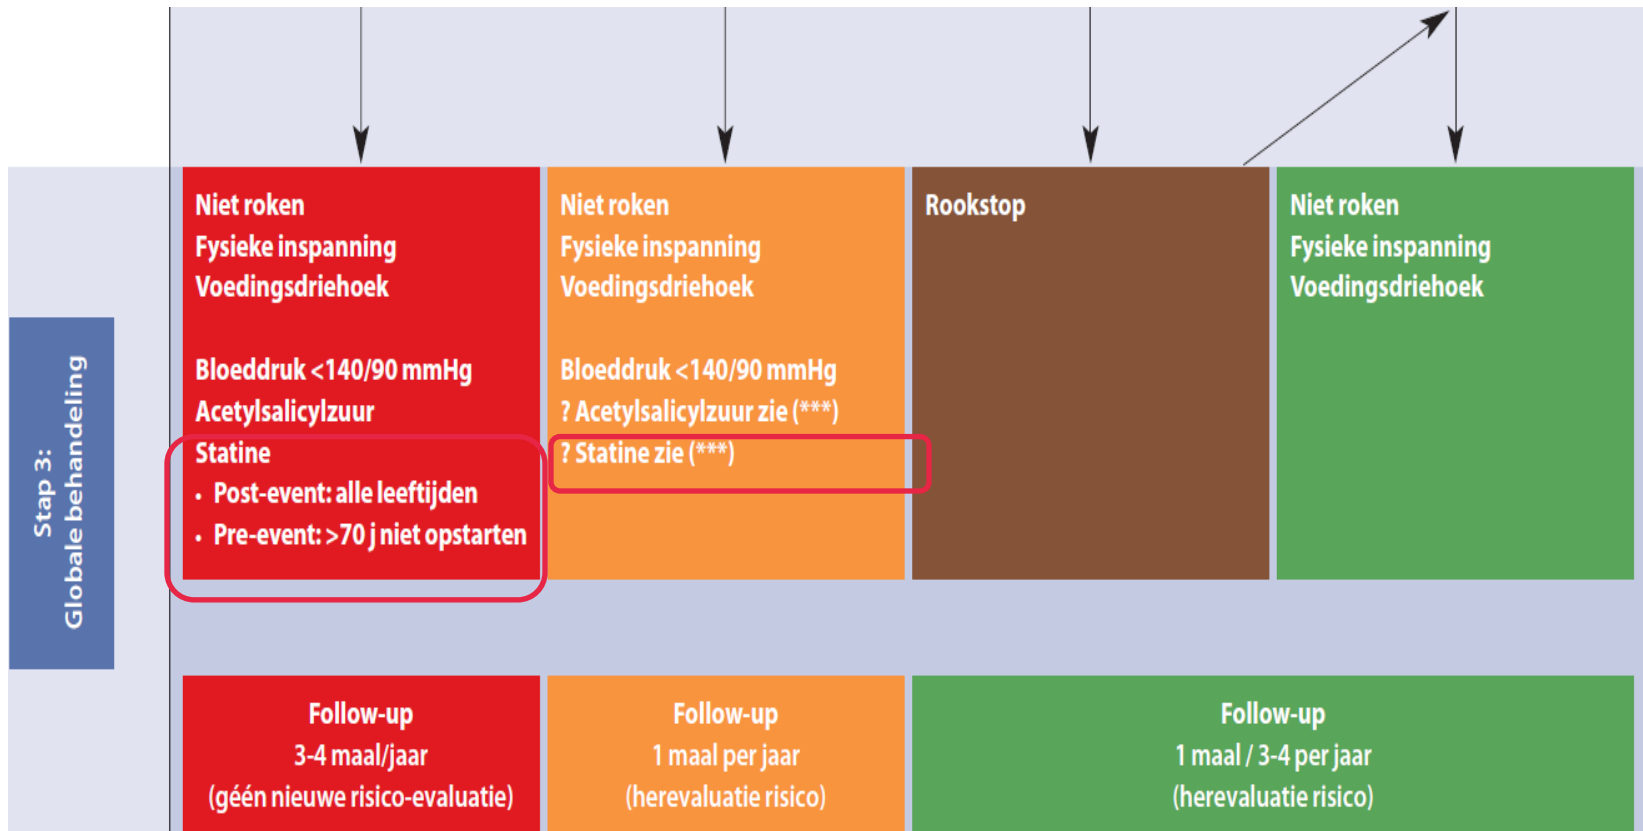 Stap 3:
Globale behandeling
Niet roken
Fysieke inspanning
Voedingsdriehoek
Bloeddruk <140/90 mmHg
Acetylsalicylzuur
Statine
• Post-event: alle leeftijden
• Pre-event: >70 j niet opstarten
Niet roken
Fysieke inspanning
Voedingsdriehoek
Bloeddruk <140/90 mmHg
? Acetylsalicylzuur zie (***)
? Statine zie (***)
Rookstop
Niet roken
Fysieke inspanning
Voedingsdriehoek
Follow-up
3-4 maal/jaar
(géén nieuwe risico-evaluatie)
Follow-up
1 maal per jaar
(herevaluatie risico)
Follow-up
1 maal / 3-4 per jaar
(herevaluatie risico)